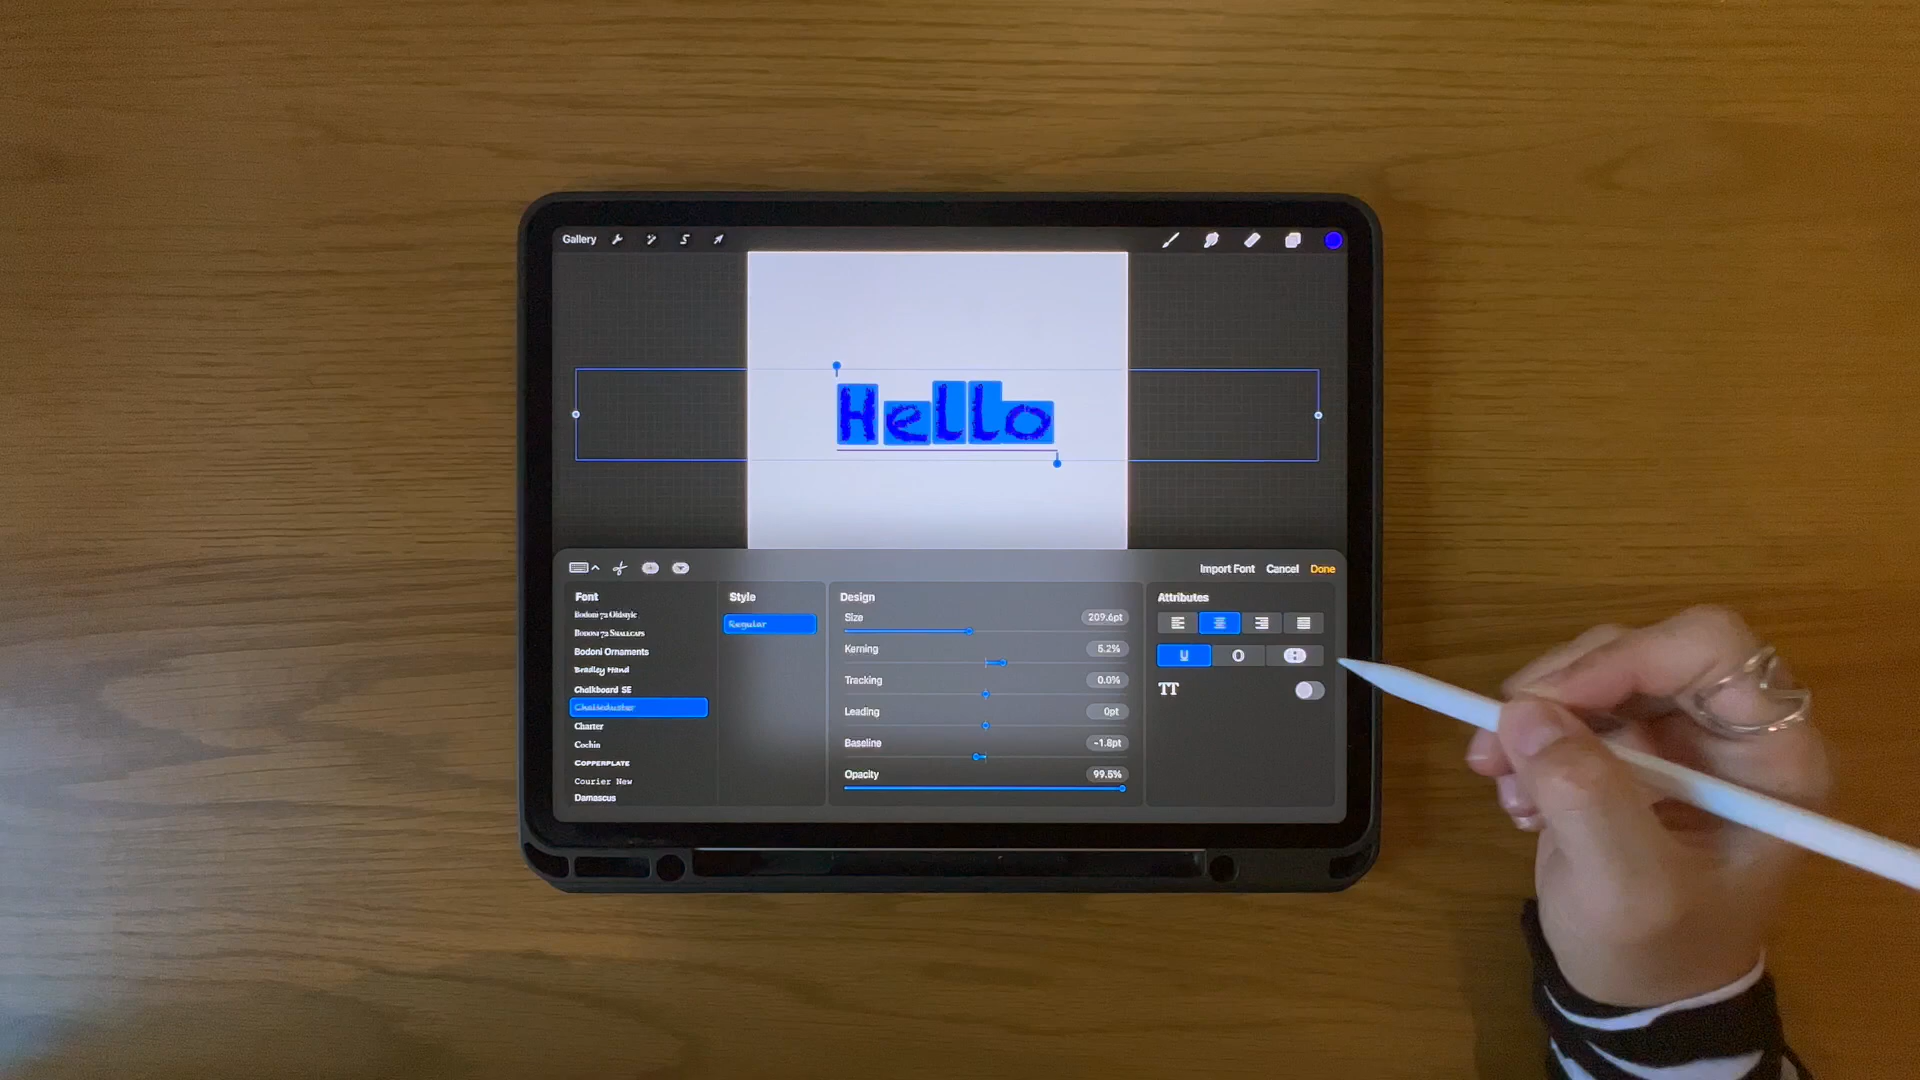 Gallery
Hello
Import Font Cancel Done
Font
Bodoni 72 Oldstyle
Bodoni 72 Smallcaps
Bodoni Ornaments
Bradley Hand
Chalkboard SE
Chalkduster
Charter
Cochin
Copperplate
Courier New
Damascus
Style
Regular
Design
Size 209.6pt
Kerning 5.2%
Tracking 0.0%
Leading 0pt
Baseline -1.8pt
Opacity 99.5%
Attributes
U O
TT